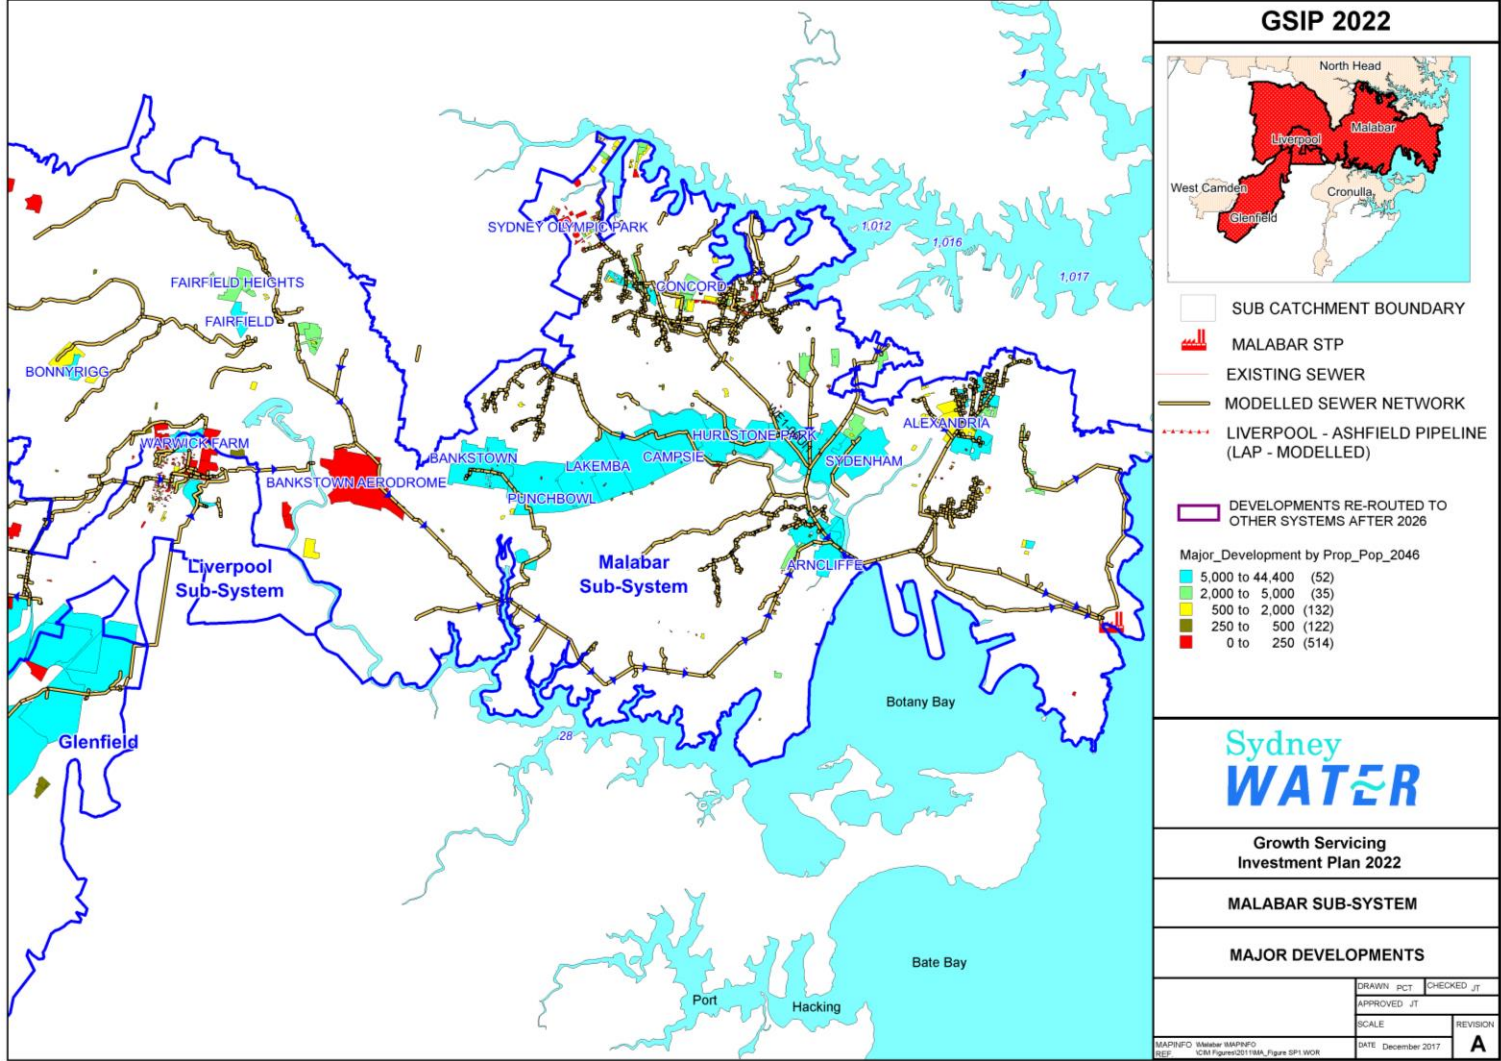 SYDNEY OLYMPIC PARK
1,012
1,016
1,017
FAIRFIELD HEIGHTS
CONCORD
FAIRFIELD
BONNYRIGG
WARWICK FARM
BANKSTOWN
LAKEMBA
CAMPSIE
HURLSTONE PARK
ALEXANDRIA
SYDENHAM
BANKSTOWN AERODROME
PUNCHBOWL
Liverpool
Sub-System
Malabar
Sub-System
ARNCLIFFE
Glenfield
28
Botany Bay
Bate Bay
Port
Hacking
GSIP 2022
North Head
Liverpool
Malabar
West Camden
Cronulla
Glenfield
SUB CATCHMENT BOUNDARY
MALABAR STP
EXISTING SEWER
MODELLED SEWER NETWORK
LIVERPOOL - ASHFIELD PIPELINE
(LAP - MODELLED)
DEVELOPMENTS RE-ROUTED TO
OTHER SYSTEMS AFTER 2026
Major_Development by Prop_Pop_2046
5,000 to 44,400 (52)
2,000 to 5,000 (35)
500 to 2,000 (132)
250 to 500 (122)
0 to 250 (514)
Sydney
WATER
Growth Servicing
Investment Plan 2022
MALABAR SUB-SYSTEM
MAJOR DEVELOPMENTS
DRAWN PCT CHECKED JT
APPROVED JT
SCALE
REVISION
DATE December 2017
A
MAPINFO
REF